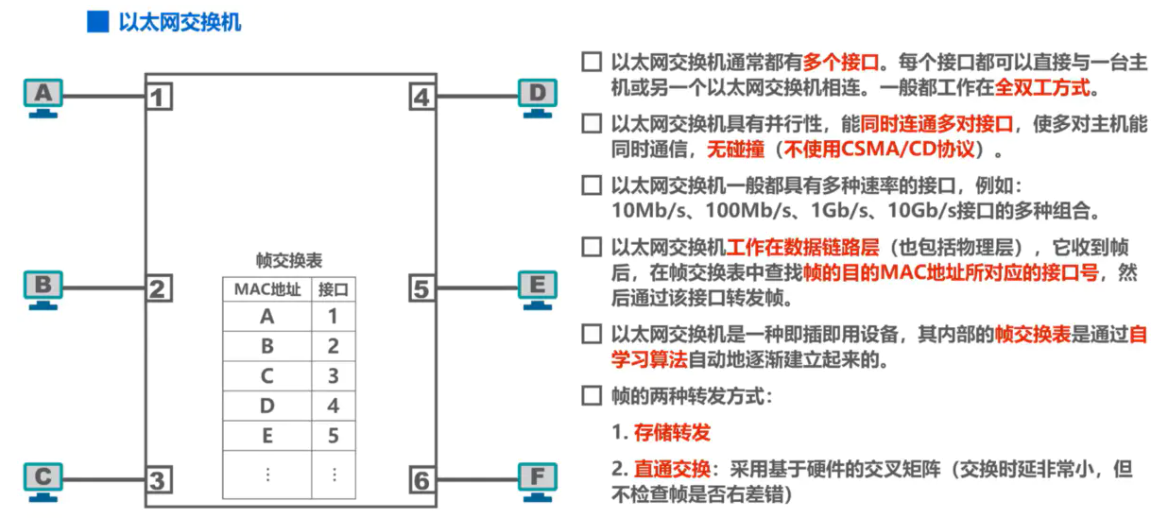 以太网交换机
A
1
B
2
C
3
4
D
5
E
6
F
帧交换表
MAC地址 接口
A 1
B 2
C 3
D 4
E 5
⋮ ⋮
以太网交换机通常都有多个接口。每个接口都可以直接与一台主
机或另一个以太网交换机相连。一般都工作在全双工方式。
以太网交换机具有并行性，能同时连通多对接口，使多对主机能
同时通信，无碰撞（不使用CSMA/CD协议）。
以太网交换机一般都具有多种速率的接口，例如：
10Mb/s、100Mb/s、1Gb/s、10Gb/s接口的多种组合。
以太网交换机工作在数据链路层（也包括物理层），它收到帧
后，在帧交换表中查找帧的目的MAC地址所对应的接口号，然
后通过该接口转发帧。
以太网交换机是一种即插即用设备，其内部的帧交换表是通过自
学习算法自动地逐渐建立起来的。
帧的两种转发方式：
1. 存储转发
2. 直通交换：采用基于硬件的交叉矩阵（交换时延非常小，但
不检查帧是否右差错）